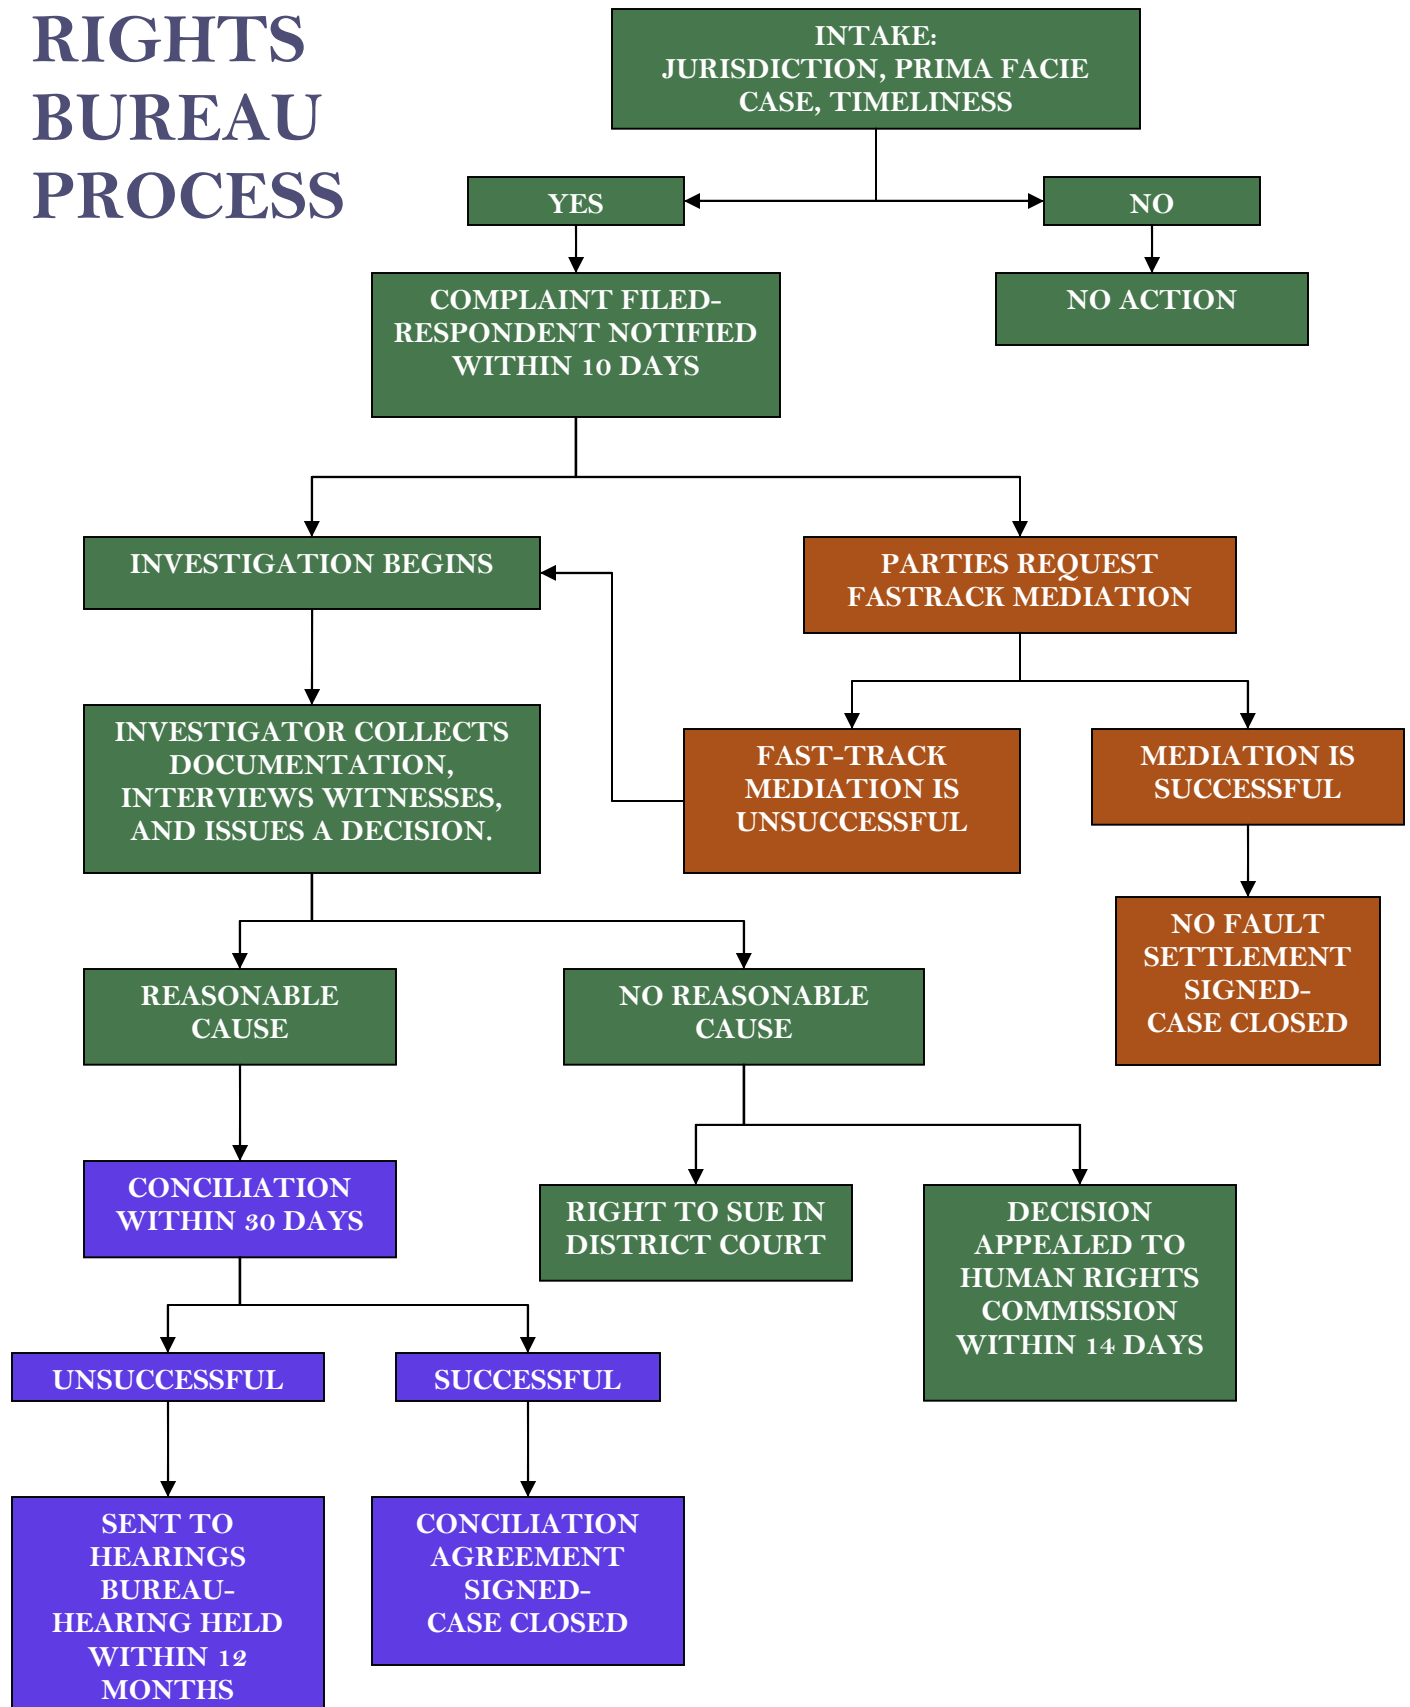 RIGHTS
BUREAU
PROCESS
INTAKE:
JURISDICTION, PRIMA FACIE
CASE, TIMELINESS
YES
NO
COMPLAINT FILED-
RESPONDENT NOTIFIED
WITHIN 10 DAYS
NO ACTION
INVESTIGATION BEGINS
PARTIES REQUEST
FASTRACK MEDIATION
INVESTIGATOR COLLECTS
DOCUMENTATION,
INTERVIEWS WITNESSES,
AND ISSUES A DECISION.
FAST-TRACK
MEDIATION IS
UNSUCCESSFUL
MEDIATION IS
SUCCESSFUL
NO FAULT
SETTLEMENT
SIGNED-
CASE CLOSED
REASONABLE
CAUSE
NO REASONABLE
CAUSE
CONCILIATION
WITHIN 30 DAYS
RIGHT TO SUE IN
DISTRICT COURT
DECISION
APPEALED TO
HUMAN RIGHTS
COMMISSION
WITHIN 14 DAYS
UNSUCCESSFUL
SUCCESSFUL
SENT TO
HEARINGS
BUREAU-
HEARING HELD
WITHIN 12
MONTHS
CONCILIATION
AGREEMENT
SIGNED-
CASE CLOSED